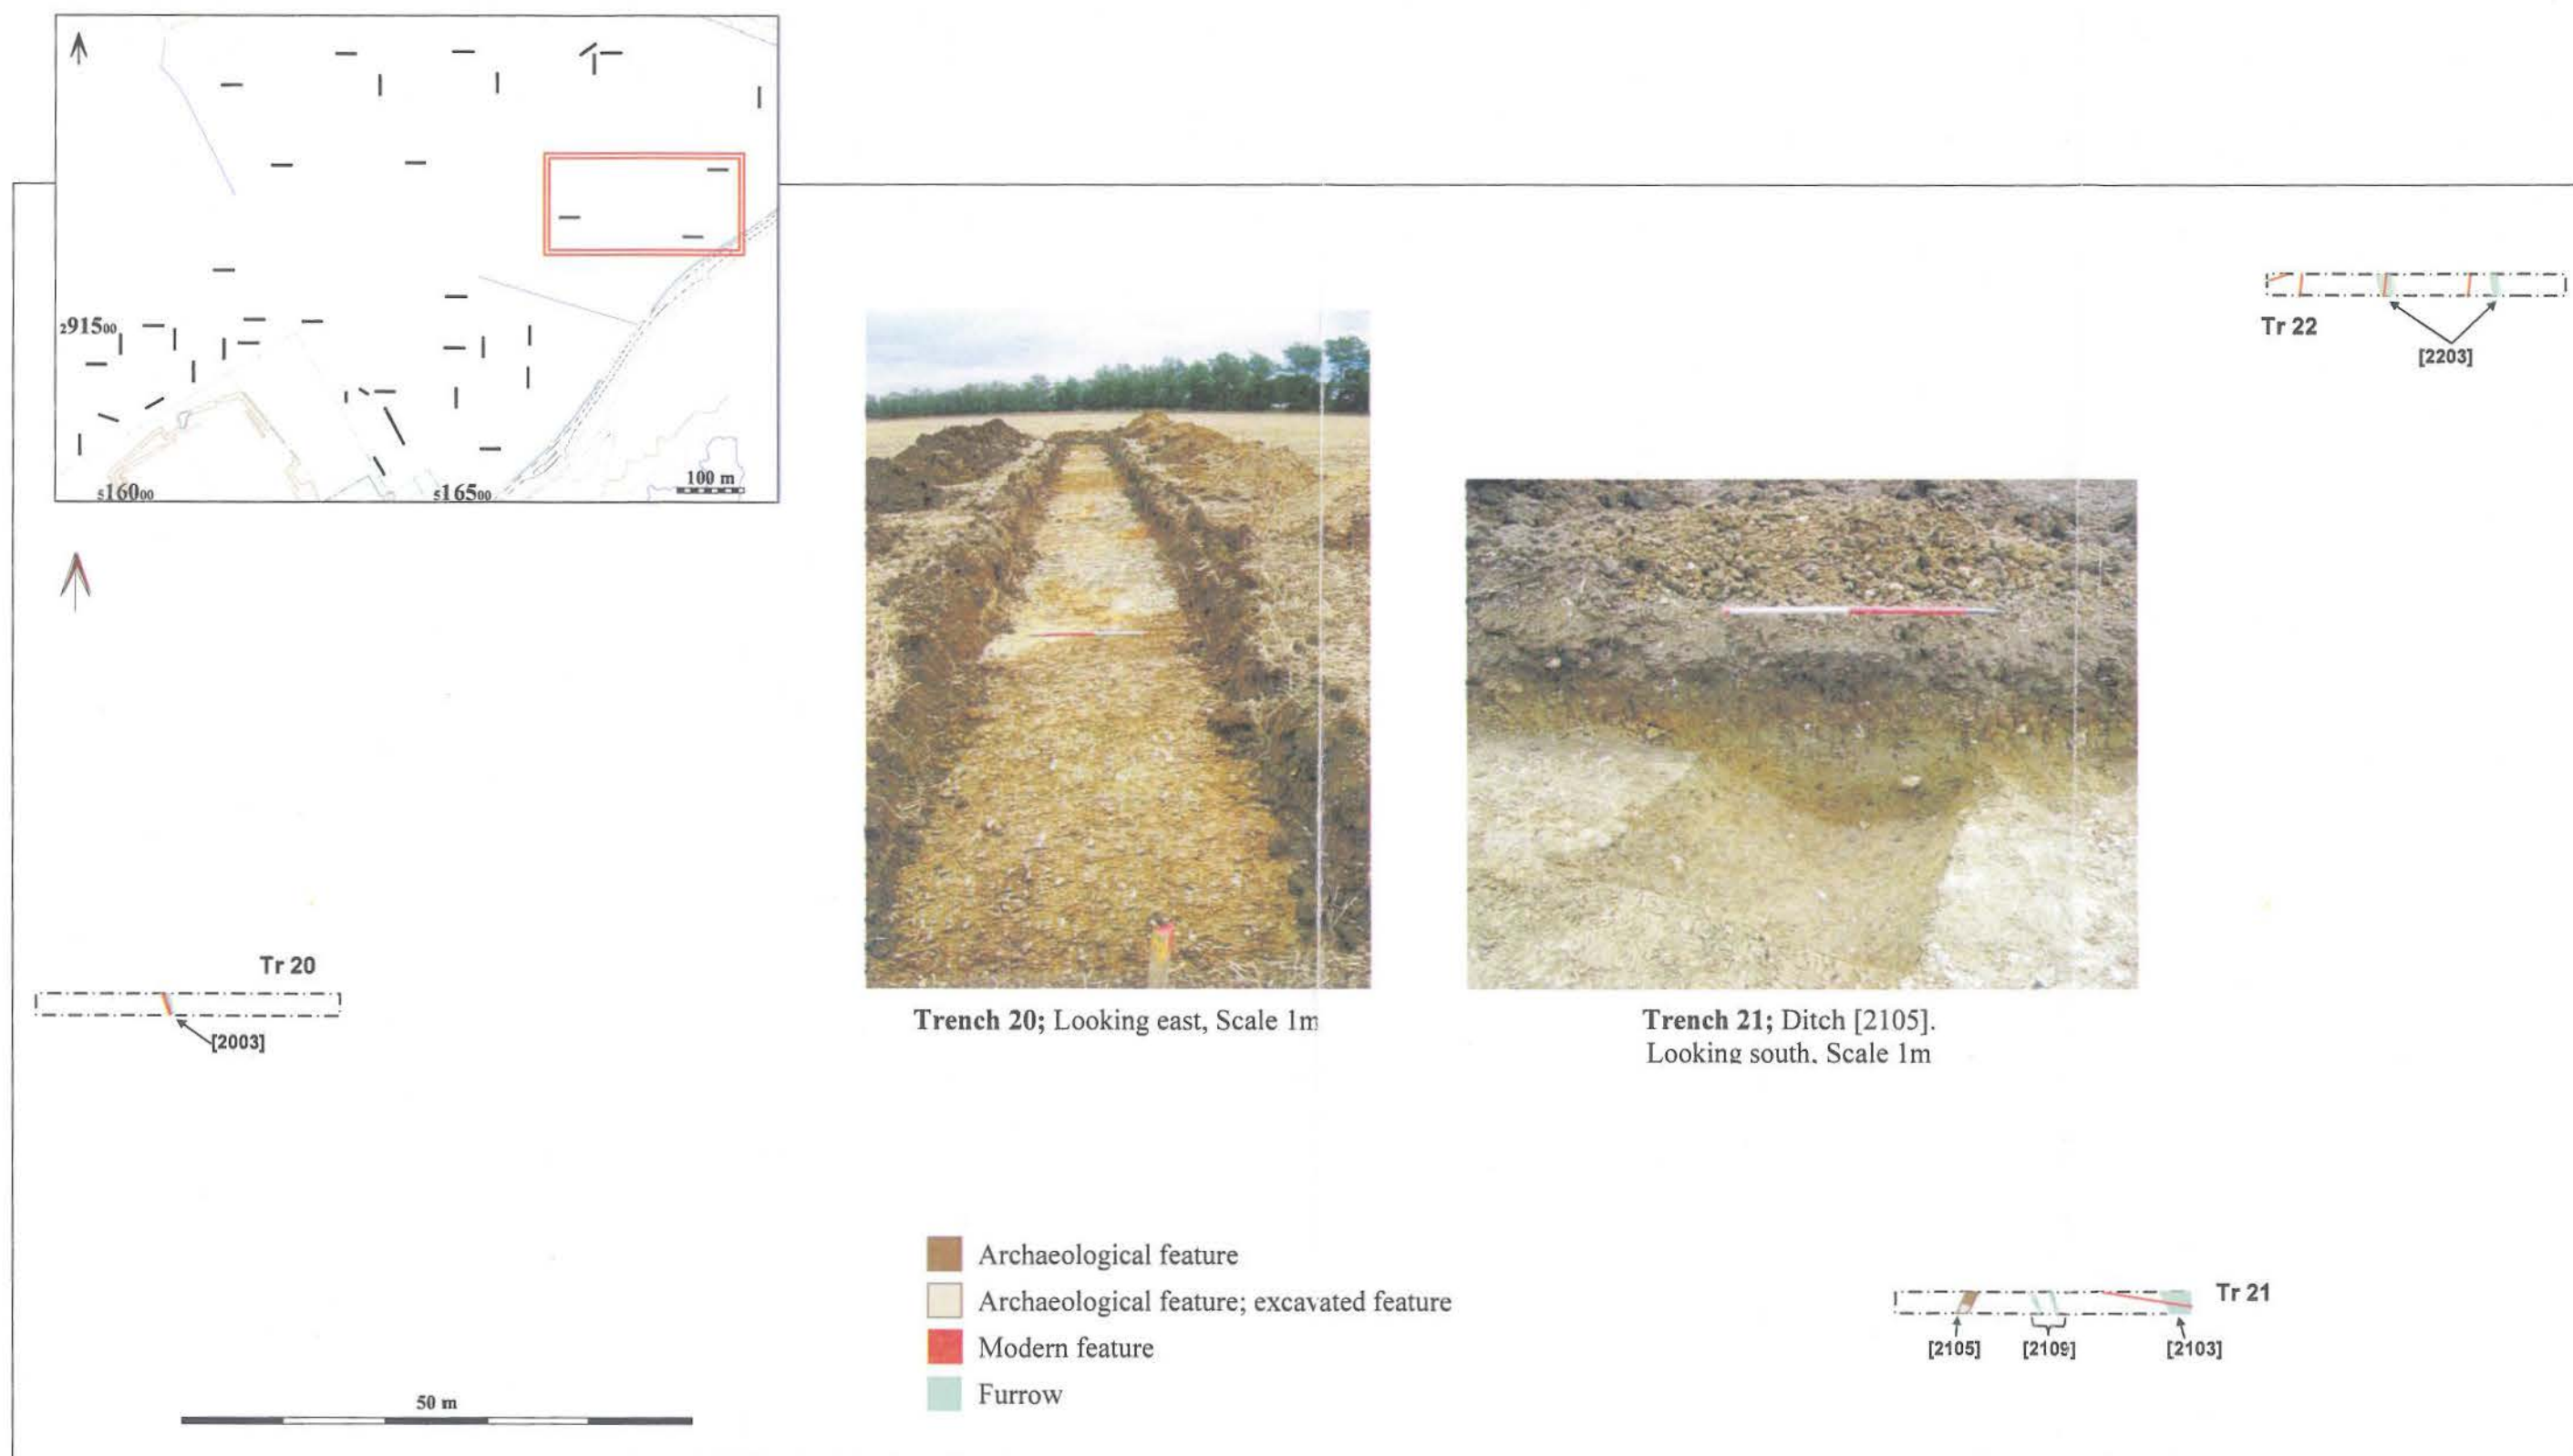 291500
516000
516500
100 m
Tr 22
[2203]
Tr 20
[2003]
Trench 20; Looking east, Scale 1m
Trench 21; Ditch [2105].
Looking south. Scale 1m
Archaeological feature
Archaeological feature; excavated feature
Modern feature
Furrow
Tr 21
[2105]
[2109]
[2103]
50 m